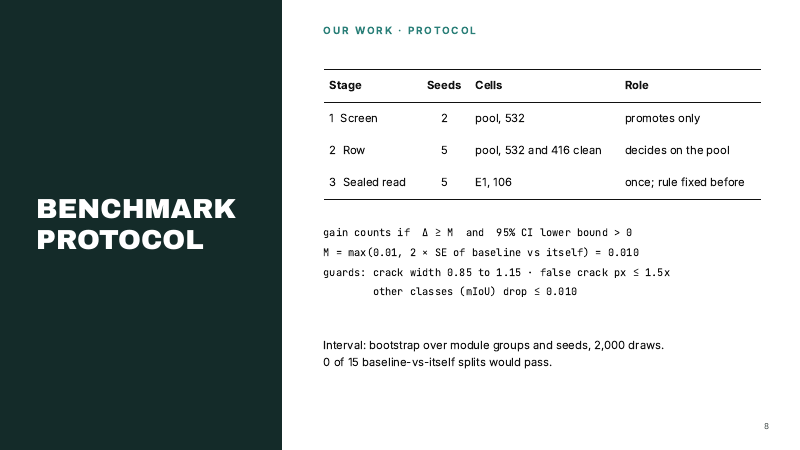 OUR WORK · PROTOCOL
BENCHMARK
PROTOCOL
Stage Seeds Cells Role
1 Screen 2 pool, 532 promotes only
2 Row 5 pool, 532 and 416 clean decides on the pool
3 Sealed read 5 E1, 106 once; rule fixed before
gain counts if Δ ≥ M and 95% CI lower bound > 0
M = max(0.01, 2 × SE of baseline vs itself) = 0.010
guards: crack width 0.85 to 1.15 · false crack px ≤ 1.5x
other classes (mIoU) drop ≤ 0.010
Interval: bootstrap over module groups and seeds, 2,000 draws.
0 of 15 baseline-vs-itself splits would pass.
8